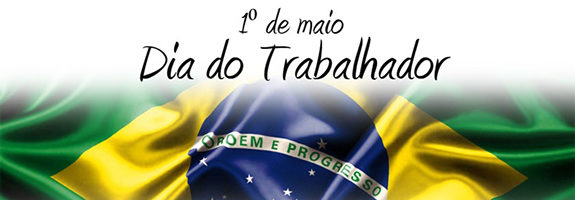 1º de maio
Dia do Trabalhador
ORDEM E PROGRESSO